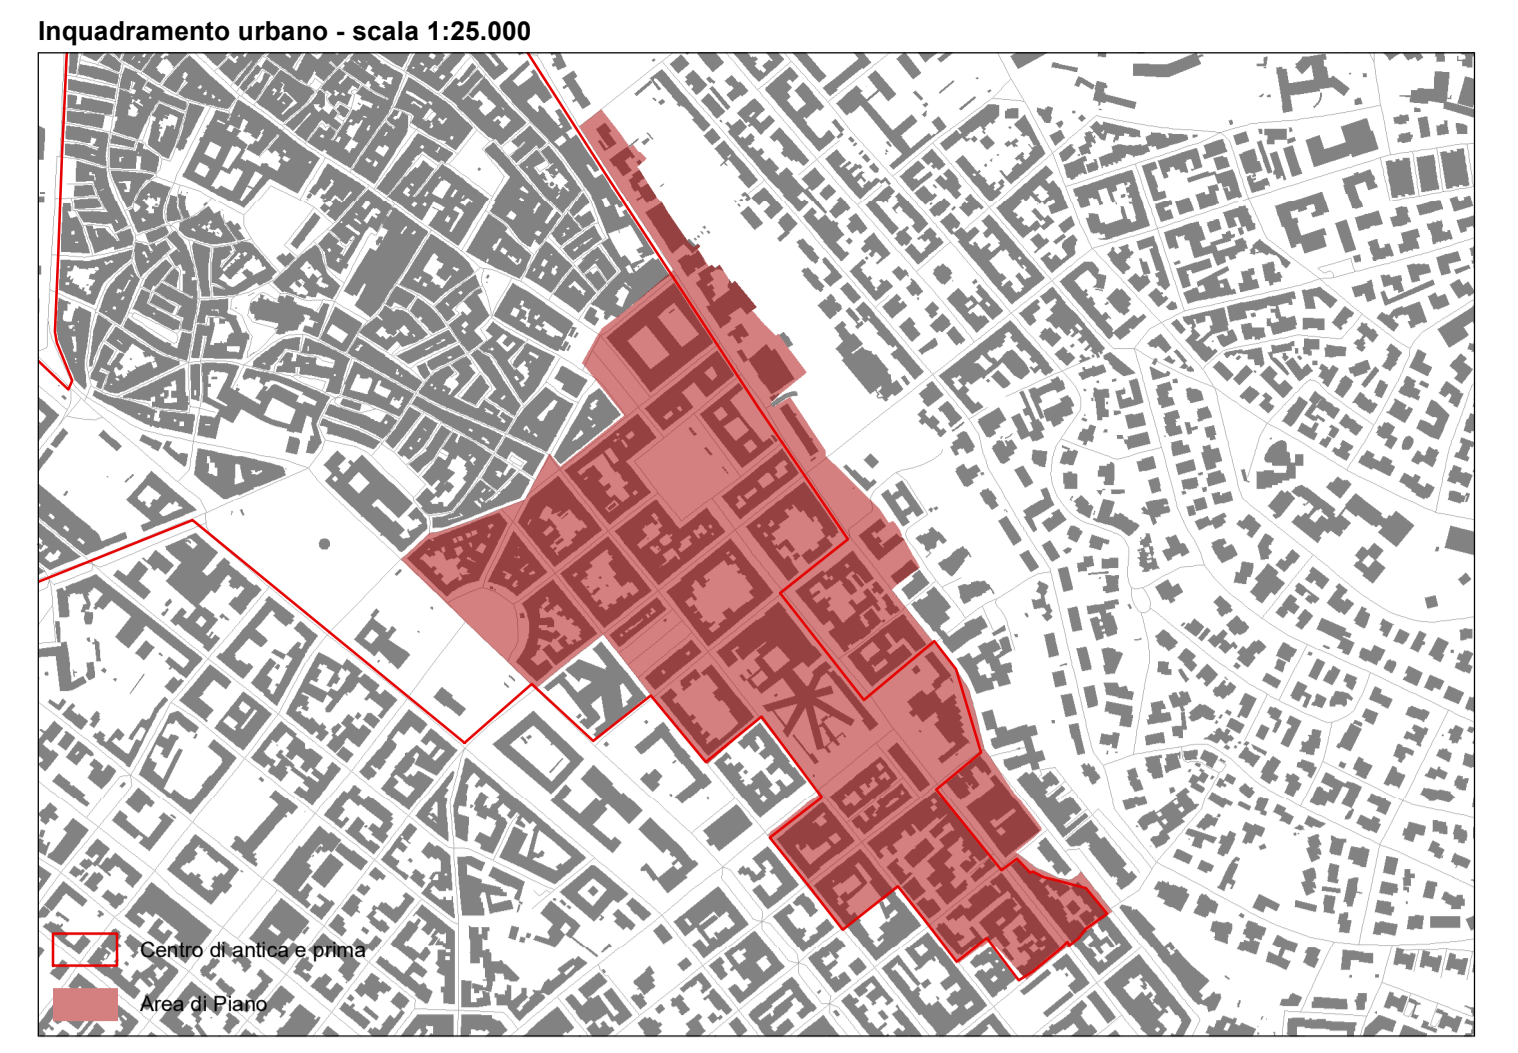 Inquadramento urbano - scala 1:25.000
Centro di antica e prima
Area di Piano